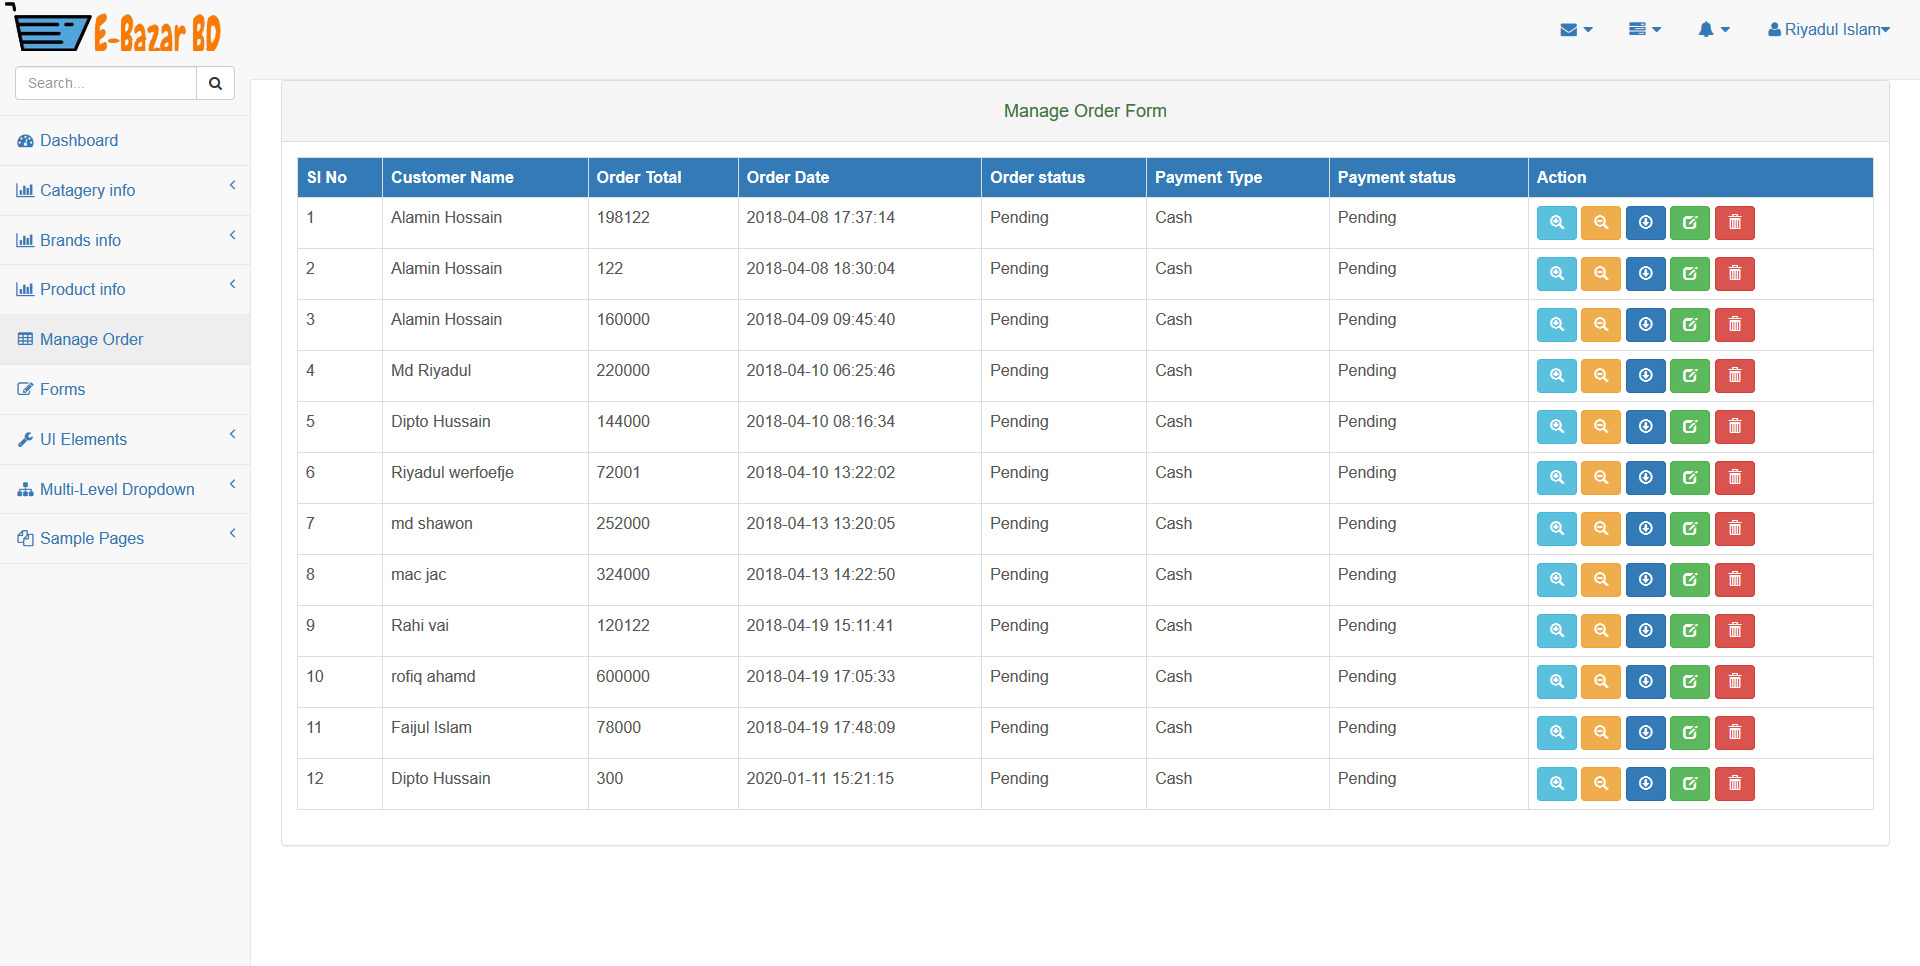 E-Bazar BD
Riyadul Islam
Search...
Dashboard
Catagery info
Brands info
Product info
Manage Order
Forms
UI Elements
Multi-Level Dropdown
Sample Pages
Manage Order Form
Sl No Customer Name Order Total Order Date Order status Payment Type Payment status Action
1 Alamin Hossain 198122 2018-04-08 17:37:14 Pending Cash Pending
2 Alamin Hossain 122 2018-04-08 18:30:04 Pending Cash Pending
3 Alamin Hossain 160000 2018-04-09 09:45:40 Pending Cash Pending
4 Md Riyadul 220000 2018-04-10 06:25:46 Pending Cash Pending
5 Dipto Hussain 144000 2018-04-10 08:16:34 Pending Cash Pending
6 Riyadul werfoefje 72001 2018-04-10 13:22:02 Pending Cash Pending
7 md shawon 252000 2018-04-13 13:20:05 Pending Cash Pending
8 mac jac 324000 2018-04-13 14:22:50 Pending Cash Pending
9 Rahi vai 120122 2018-04-19 15:11:41 Pending Cash Pending
10 rofiq ahamd 600000 2018-04-19 17:05:33 Pending Cash Pending
11 Faijul Islam 78000 2018-04-19 17:48:09 Pending Cash Pending
12 Dipto Hussain 300 2020-01-11 15:21:15 Pending Cash Pending